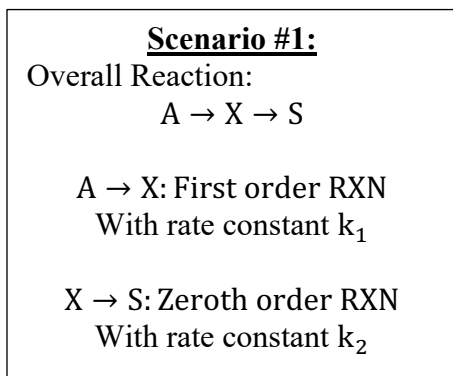 Scenario #1:
Overall Reaction:
A → X → S
A → X: First order RXN
With rate constant k₁
X → S: Zeroth order RXN
With rate constant k₂